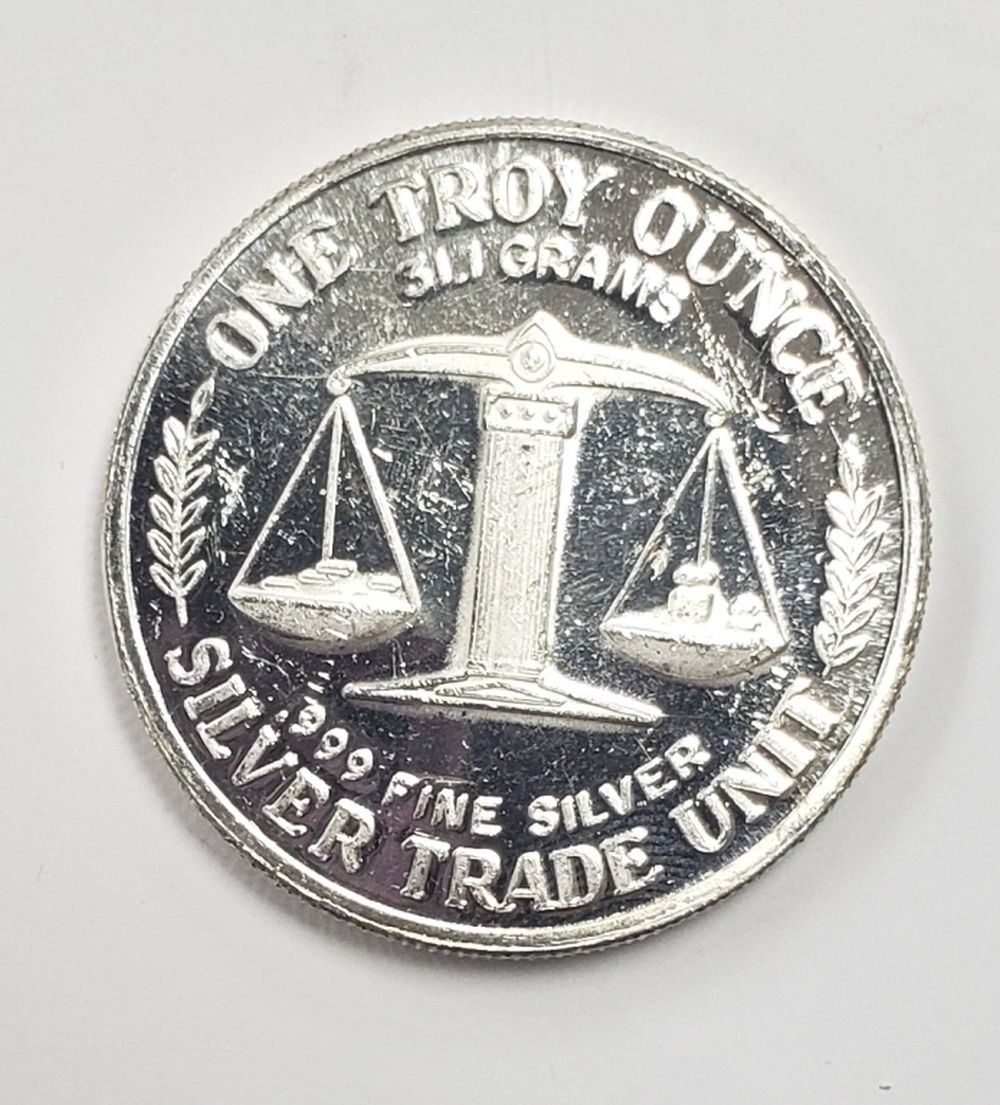 ONE TROY OUNCE
31.1 GRAMS
.999 FINE SILVER
SILVER TRADE UNIT